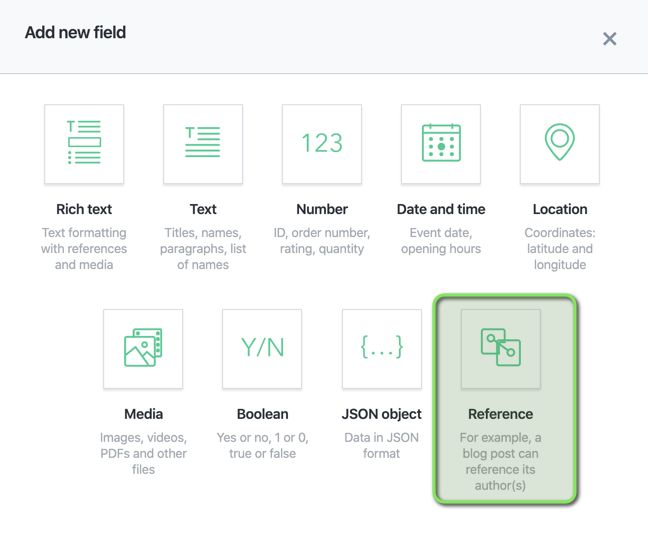 Add new field
Rich text
Text formatting
with references
and media
Text
Titles, names,
paragraphs, list
of names
123
Number
ID, order number,
rating, quantity
Date and time
Event date,
opening hours
Location
Coordinates:
latitude and
longitude
Media
Images, videos,
PDFs and other
files
Y/N
Boolean
Yes or no, 1 or 0,
true or false
{...}
JSON object
Data in JSON
format
Reference
For example, a
blog post can
reference its
author(s)